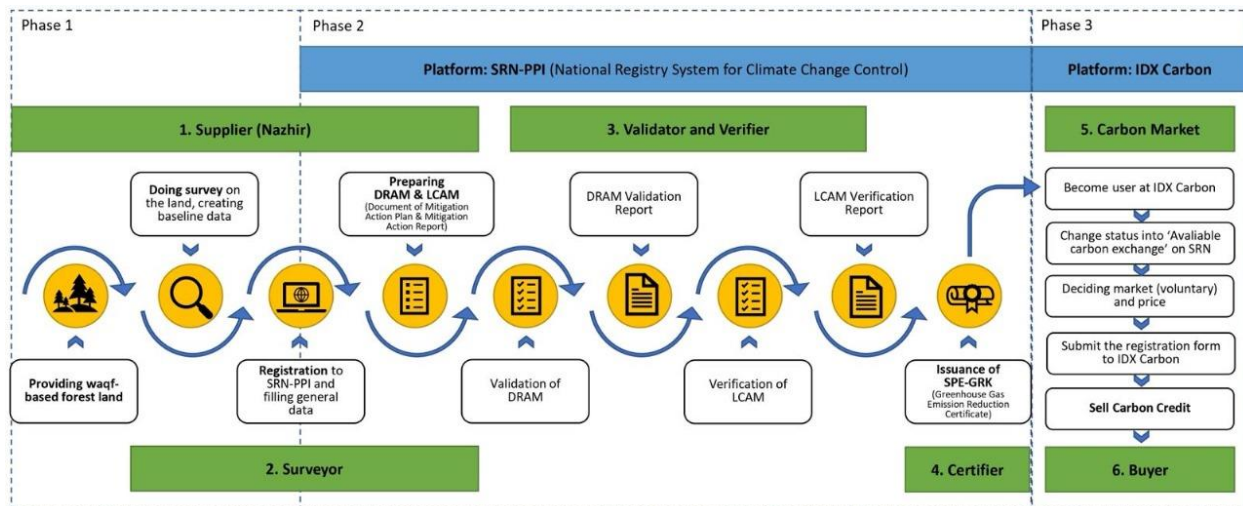 Phase 1
Phase 2
Phase 3
Platform: SRN-PPI (National Registry System for Climate Change Control)
Platform: IDX Carbon
1. Supplier (Nazhir)
3. Validator and Verifier
5. Carbon Market
Doing survey on
the land, creating
baseline data
Preparing
DRAM & LCAM
(Document of Mitigation
Action Plan & Mitigation
Action Report)
DRAM Validation
Report
LCAM Verification
Report
Providing waqf-
based forest land
Registration to
SRN-PPI and
filling general
data
Validation of
DRAM
Verification of
LCAM
Issuance of
SPE-GRK
(Greenhouse Gas
Emission Reduction
Certificate)
Become user at IDX Carbon
Change status into ‘Avaliable
carbon exchange’ on SRN
Deciding market (voluntary)
and price
Submit the registration form
to IDX Carbon
Sell Carbon Credit
2. Surveyor
4. Certifier
6. Buyer